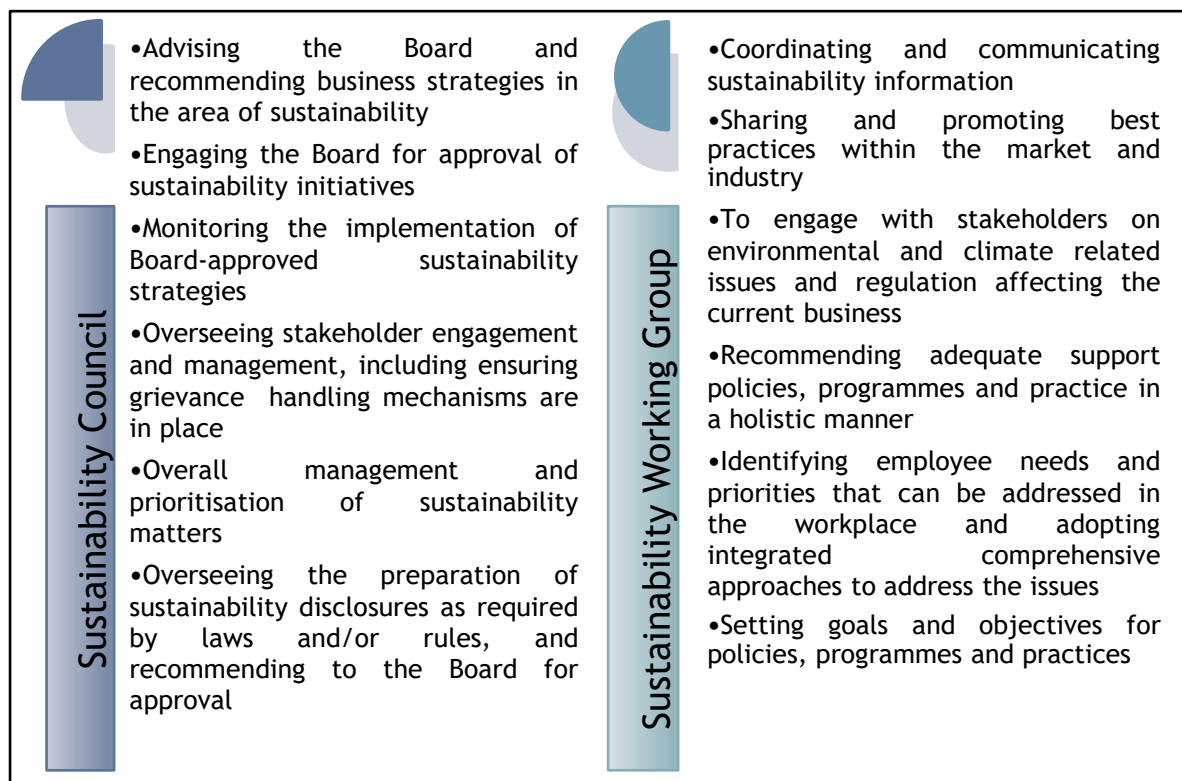 Sustainability Council
•Advising the Board and
recommending business strategies in
the area of sustainability
•Engaging the Board for approval of
sustainability initiatives
•Monitoring the implementation of
Board-approved sustainability
strategies
•Overseeing stakeholder engagement
and management, including ensuring
grievance handling mechanisms are
in place
•Overall management and
prioritisation of sustainability
matters
•Overseeing the preparation of
sustainability disclosures as required
by laws and/or rules, and
recommending to the Board for
approval
Sustainability Working Group
•Coordinating and communicating
sustainability information
•Sharing and promoting best
practices within the market and
industry
•To engage with stakeholders on
environmental and climate related
issues and regulation affecting the
current business
•Recommending adequate support
policies, programmes and practice in
a holistic manner
•Identifying employee needs and
priorities that can be addressed in
the workplace and adopting
integrated comprehensive
approaches to address the issues
•Setting goals and objectives for
policies, programmes and practices